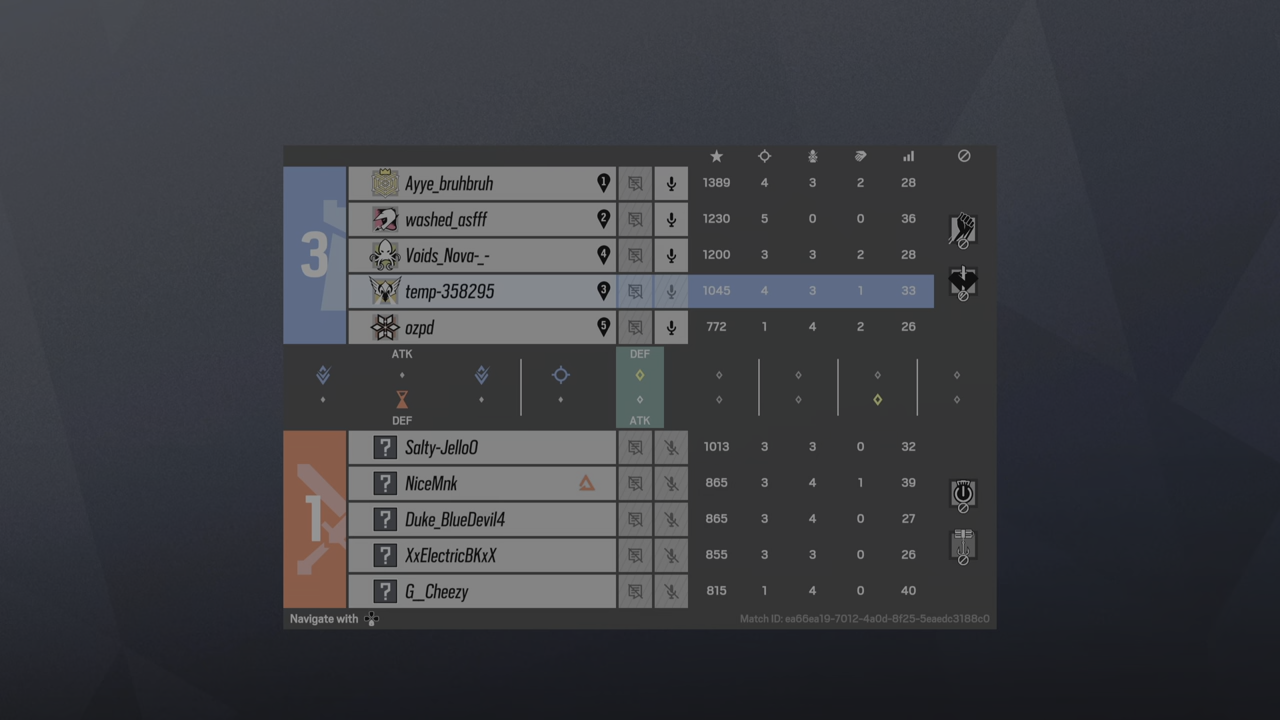 1 Ayye_bruhbruh 1 1389 4 3 2 28
washed_asfff 2 1230 5 0 0 36
3 Voids_Nova-_- 4 1200 3 3 2 28
temp-358295 3 1045 4 3 1 33
ozpd 5 772 1 4 2 26
ATK DEF
DEF ATK
Salty-JelloO 1013 3 3 0 32
NiceMnk 865 3 4 1 39
1 Duke_BlueDevil4 865 3 4 0 27
XxElectricBKxX 855 3 3 0 26
G__Cheezy 815 1 4 0 40
Navigate with Match ID: ea66ea19-7012-4a0d-8f25-5eaedc3188c0